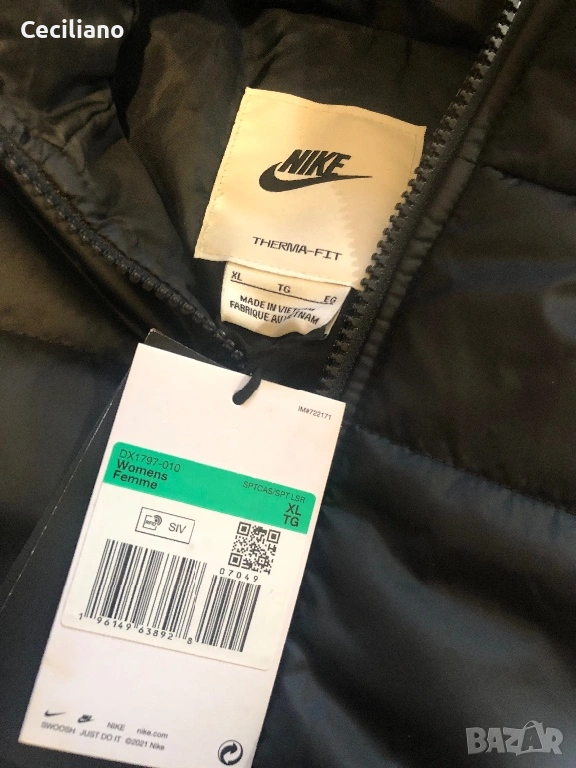 Ceciliano
NIKE
THERMA-FIT
XL TG EG
MADE IN VIETNAM
FABRIQUE AU VIETNAM
IM#722171
DX1797-010
Womens
Femme
SPTCAS/SPT LSR
XL
TG
SIV
07049
1 96149 63892 8
SWOOSH JUST DO IT NIKE nike.com
©2021 Nike
BAZAR